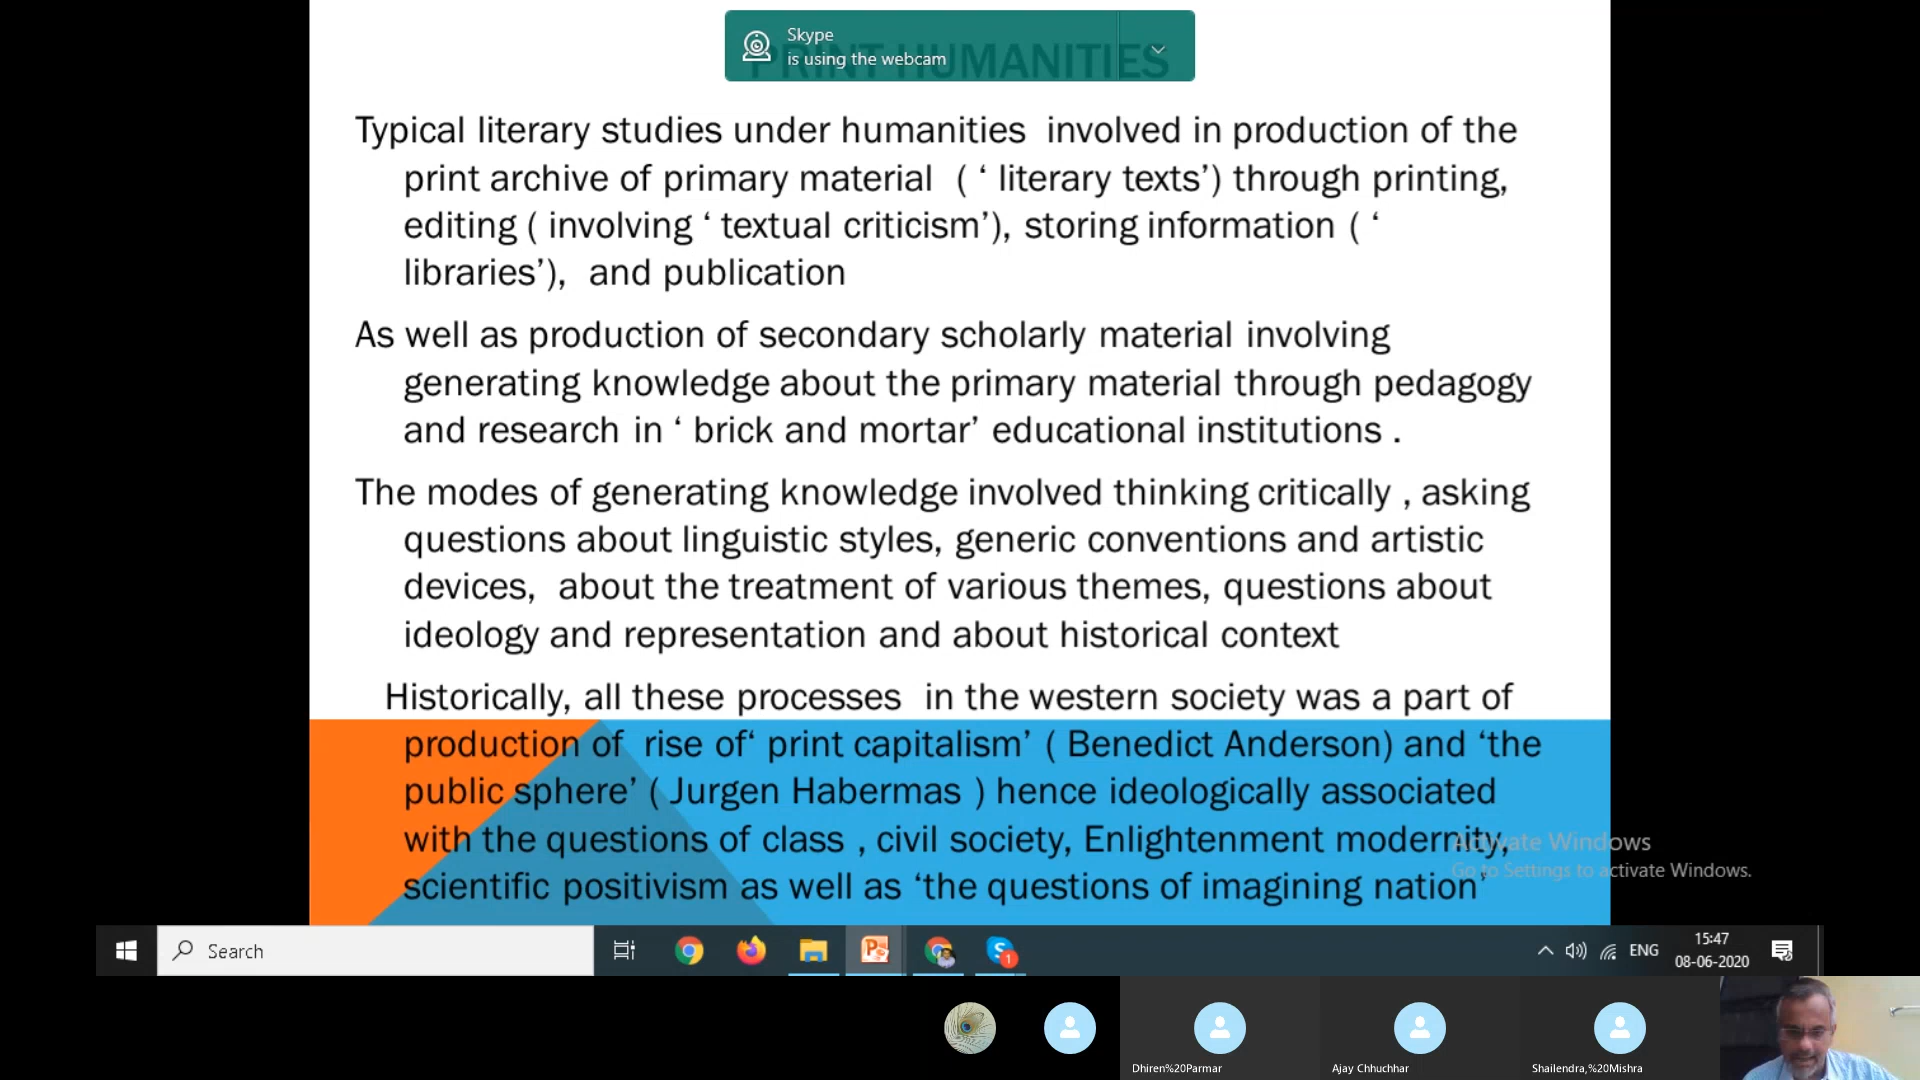 Skype
is using the webcam
PRINT HUMANITIES
Typical literary studies under humanities  involved in production of the
print archive of primary material  ( ‘ literary texts’) through printing,
editing ( involving ‘ textual criticism’), storing information ( ‘
libraries’),  and publication
As well as production of secondary scholarly material involving
generating knowledge about the primary material through pedagogy
and research in ‘ brick and mortar’ educational institutions .
The modes of generating knowledge involved thinking critically , asking
questions about linguistic styles, generic conventions and artistic
devices,  about the treatment of various themes, questions about
ideology and representation and about historical context
Historically, all these processes  in the western society was a part of
production of  rise of‘ print capitalism’ ( Benedict Anderson) and ‘the
public sphere’ ( Jurgen Habermas ) hence ideologically associated
with the questions of class , civil society, Enlightenment modernity,
scientific positivism as well as ‘the questions of imagining nation’
Activate Windows
Go to Settings to activate Windows.
Search
1
ENG
15:47
08-06-2020
Dhiren%20Parmar
Ajay Chhuchhar
Shailendra,%20Mishra